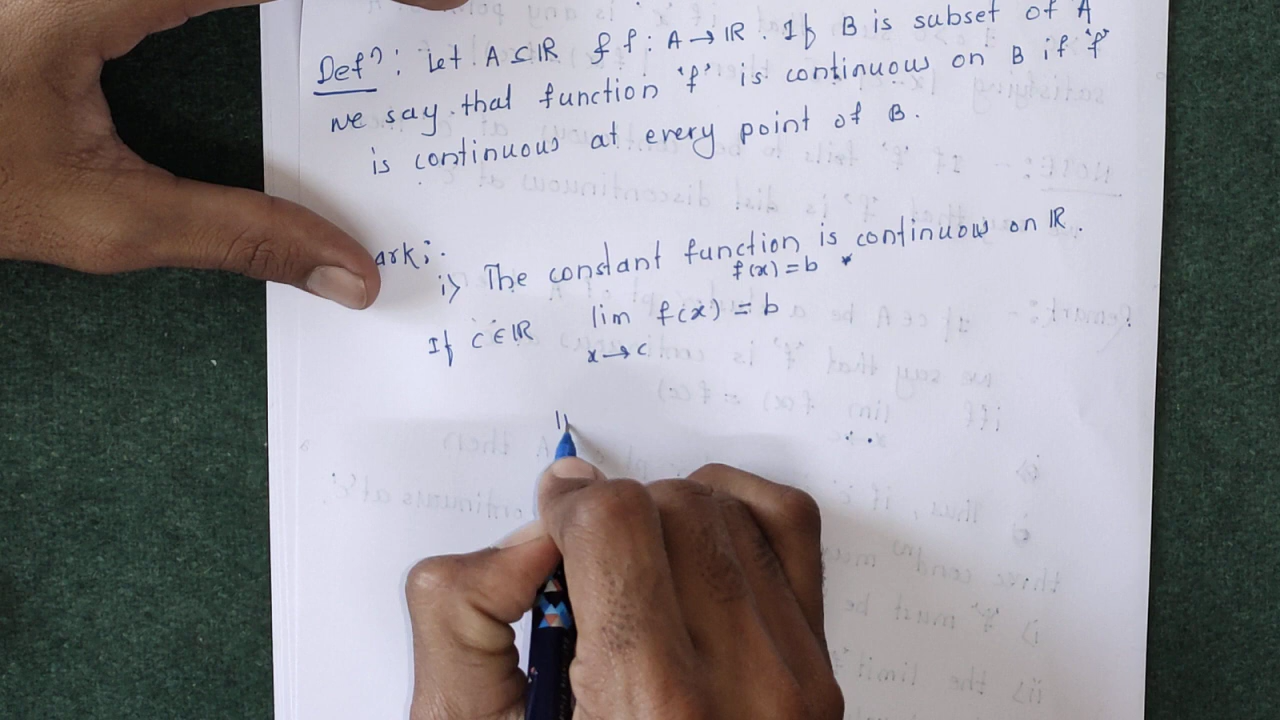 Defⁿ: Let A ⊆ ℝ & f: A → ℝ. If B is subset of A
we say that function 'f' is continuous on B if 'f'
is continuous at every point of B.
ark:
i) The constant function is continuous on ℝ.
f(x) = b *
If c ∈ ℝ lim f(x) = b
x → c